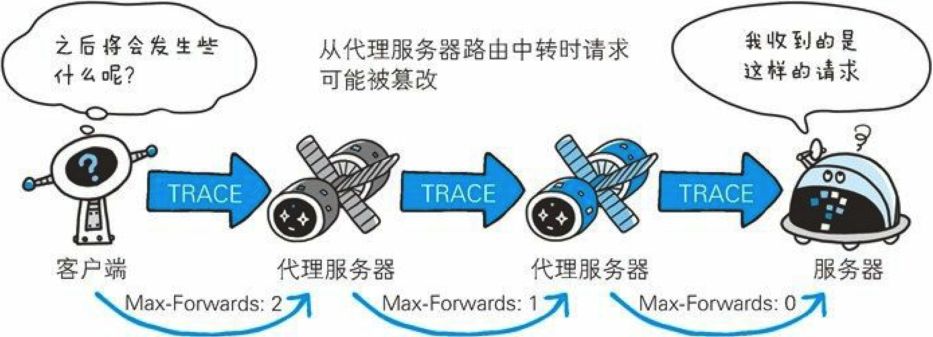 之后将会发生些
什么呢？
从代理服务器路由中转时请求
可能被篡改
我收到的是
这样的请求
?
TRACE
TRACE
TRACE
客户端
代理服务器
代理服务器
服务器
Max-Forwards: 2
Max-Forwards: 1
Max-Forwards: 0